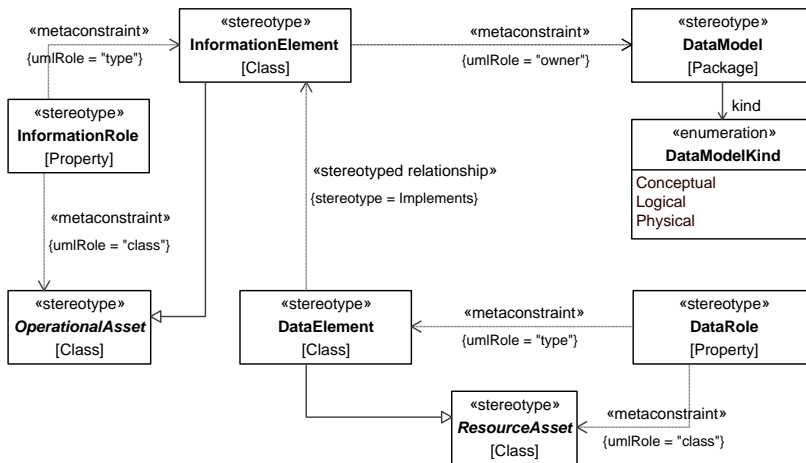 «stereotype»
InformationElement
[Class]
«stereotype»
DataModel
[Package]
«metaconstraint»
{umlRole = "type"}
«metaconstraint»
{umlRole = "owner"}
«stereotype»
InformationRole
[Property]
kind
«enumeration»
DataModelKind
Conceptual
Logical
Physical
«stereotyped relationship»
{stereotype = Implements}
«metaconstraint»
{umlRole = "class"}
«stereotype»
OperationalAsset
[Class]
«stereotype»
DataElement
[Class]
«metaconstraint»
{umlRole = "type"}
«stereotype»
DataRole
[Property]
«stereotype»
ResourceAsset
[Class]
«metaconstraint»
{umlRole = "class"}